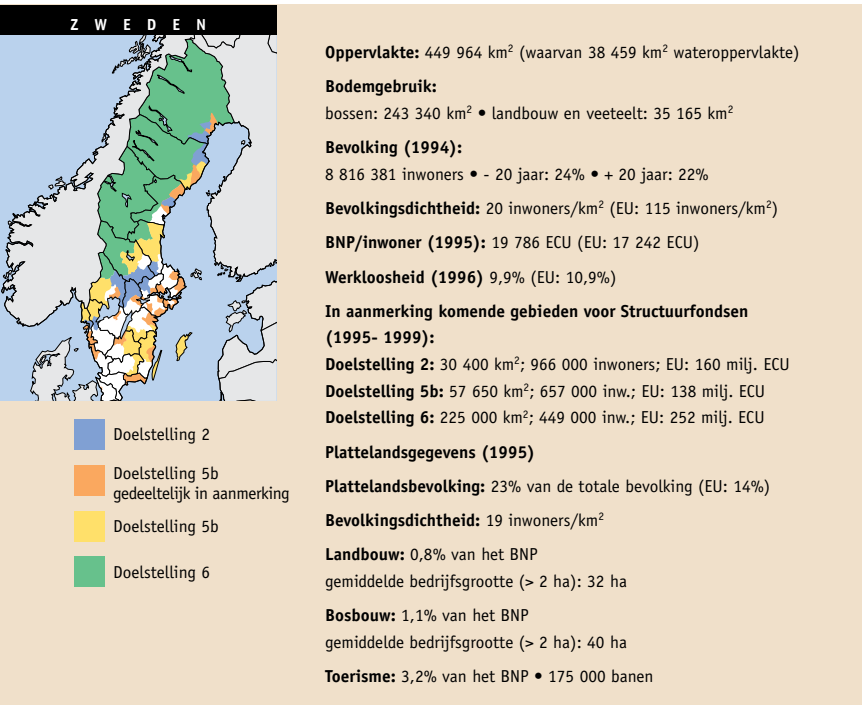 Z W E D E N
Oppervlakte: 449 964 km² (waarvan 38 459 km² wateroppervlakte)
Bodemgebruik:
bossen: 243 340 km² • landbouw en veeteelt: 35 165 km²
Bevolking (1994):
8 816 381 inwoners • - 20 jaar: 24% • + 20 jaar: 22%
Bevolkingsdichtheid: 20 inwoners/km² (EU: 115 inwoners/km²)
BNP/inwoner (1995): 19 786 ECU (EU: 17 242 ECU)
Werkloosheid (1996) 9,9% (EU: 10,9%)
In aanmerking komende gebieden voor Structuurfondsen
(1995- 1999):
Doelstelling 2: 30 400 km²; 966 000 inwoners; EU: 160 milj. ECU
Doelstelling 5b: 57 650 km²; 657 000 inw.; EU: 138 milj. ECU
Doelstelling 6: 225 000 km²; 449 000 inw.; EU: 252 milj. ECU
Plattelandsgegevens (1995)
Plattelandsbevolking: 23% van de totale bevolking (EU: 14%)
Bevolkingsdichtheid: 19 inwoners/km²
Landbouw: 0,8% van het BNP
gemiddelde bedrijfsgrootte (> 2 ha): 32 ha
Bosbouw: 1,1% van het BNP
gemiddelde bedrijfsgrootte (> 2 ha): 40 ha
Toerisme: 3,2% van het BNP • 175 000 banen
Doelstelling 2
Doelstelling 5b
gedeeltelijk in aanmerking
Doelstelling 5b
Doelstelling 6